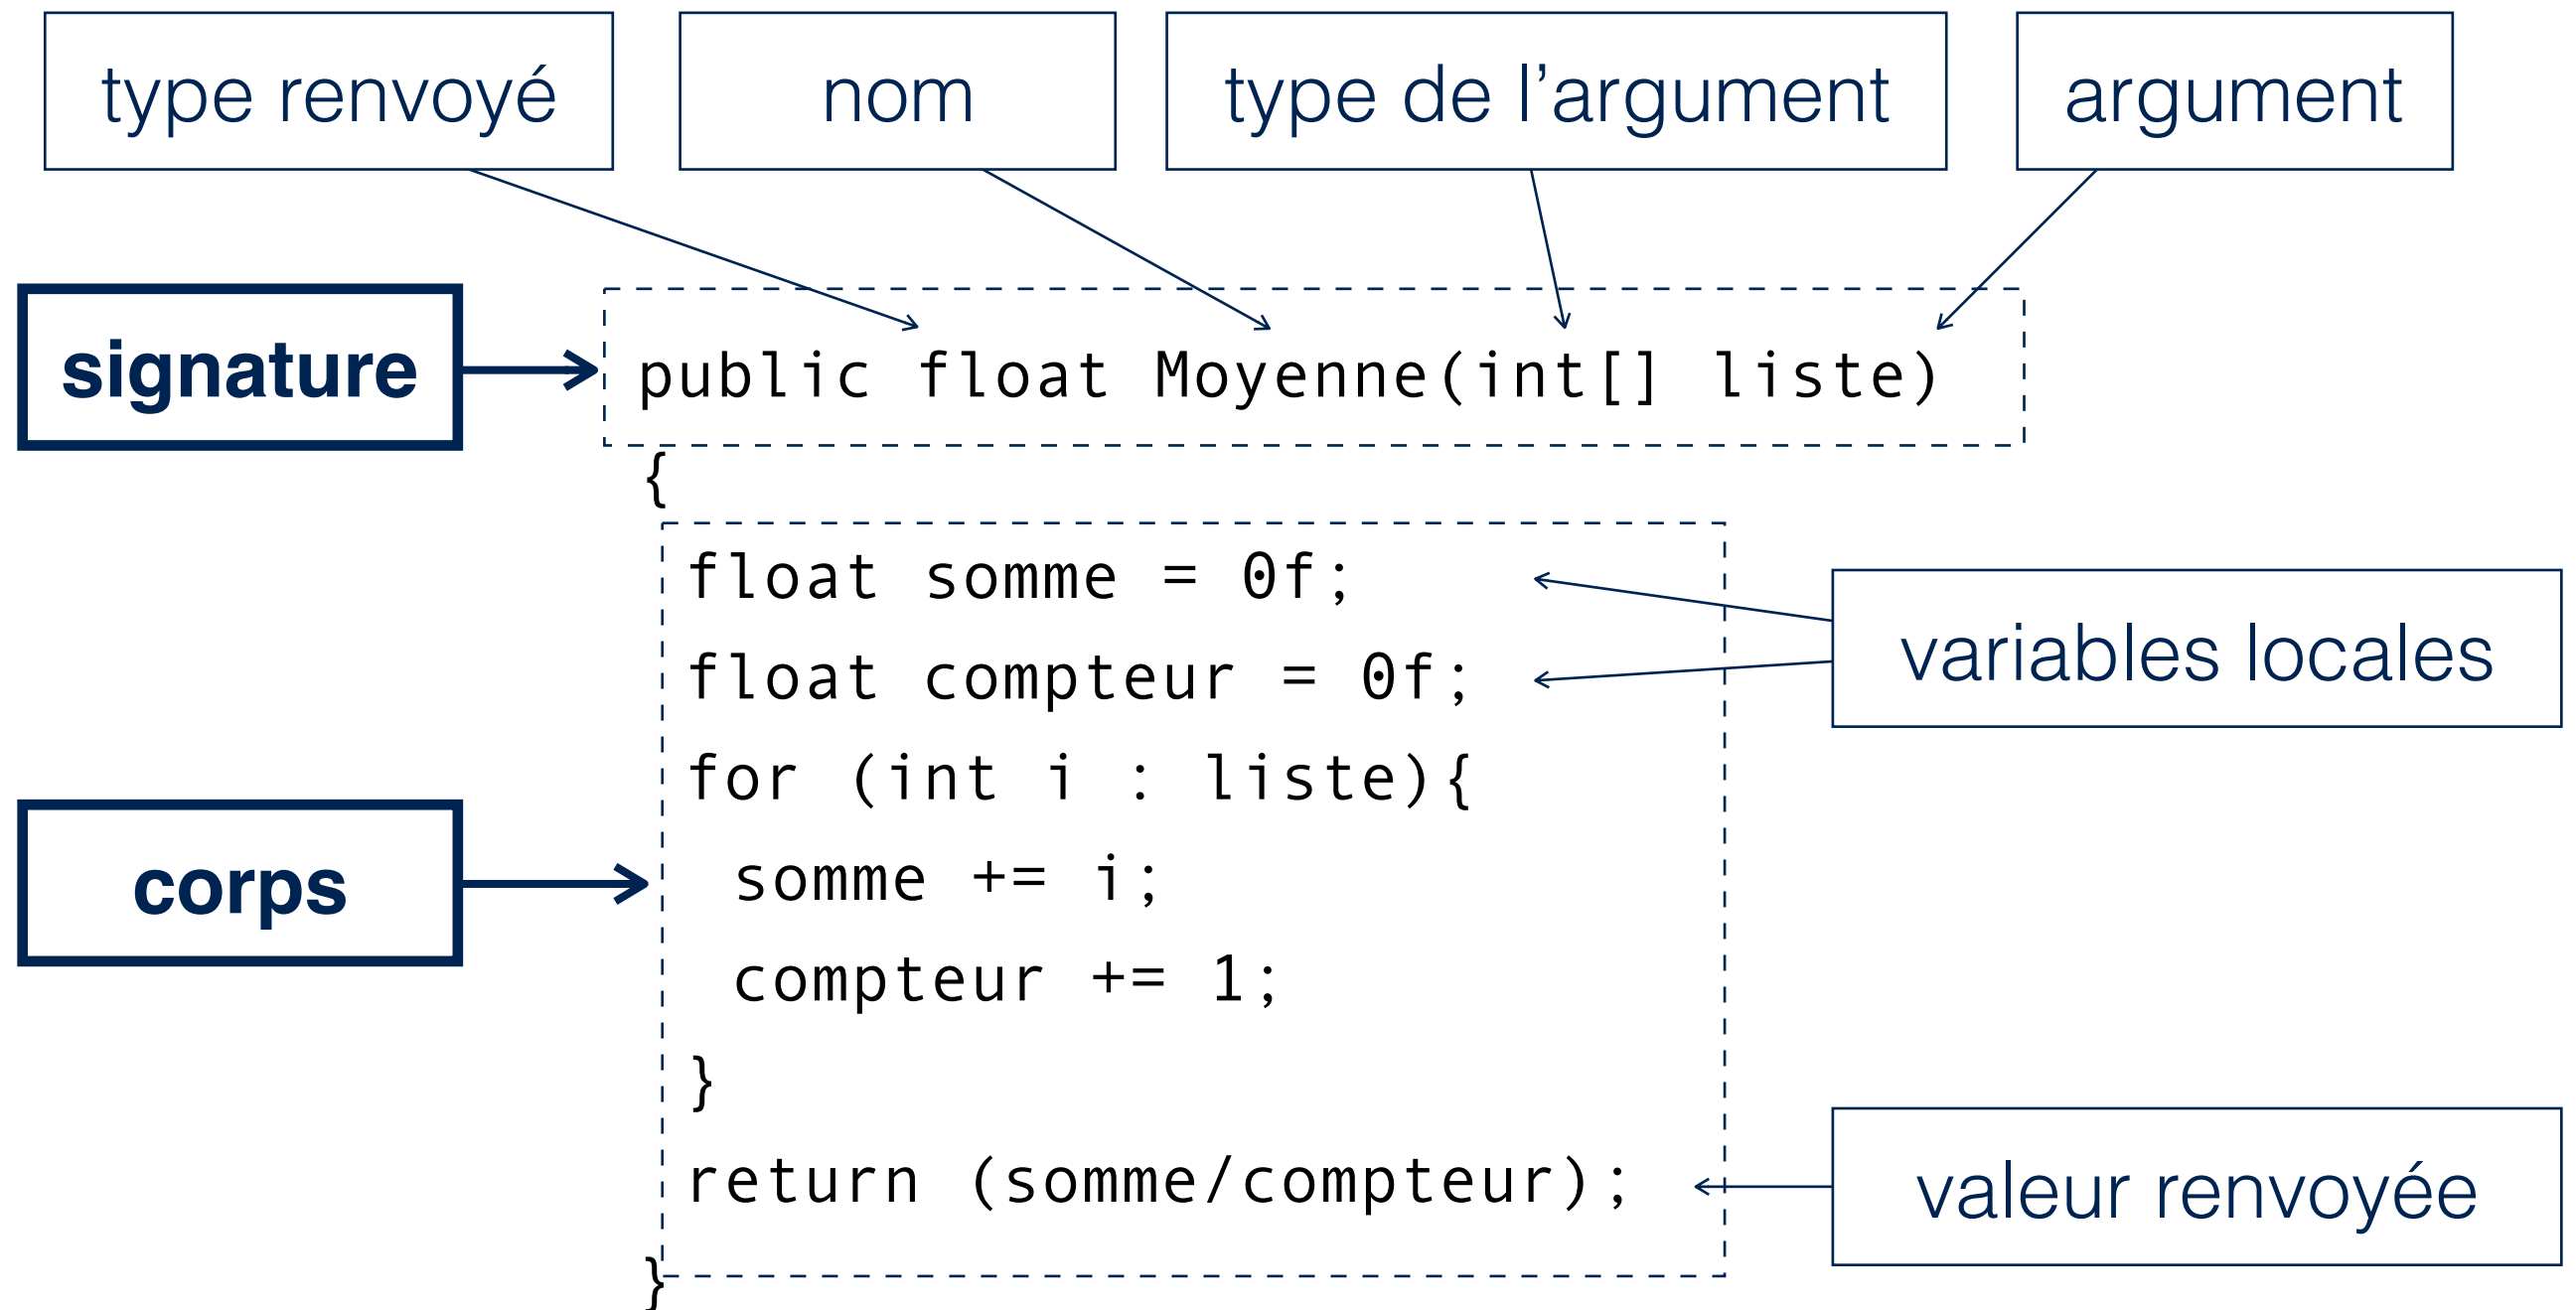 type renvoyé
nom
type de l’argument
argument
signature
public float Moyenne(int[] liste)
{
float somme = 0f;
float compteur = 0f;
variables locales
for (int i : liste){
corps
somme += i;
compteur += 1;
}
return (somme/compteur);
valeur renvoyée
}